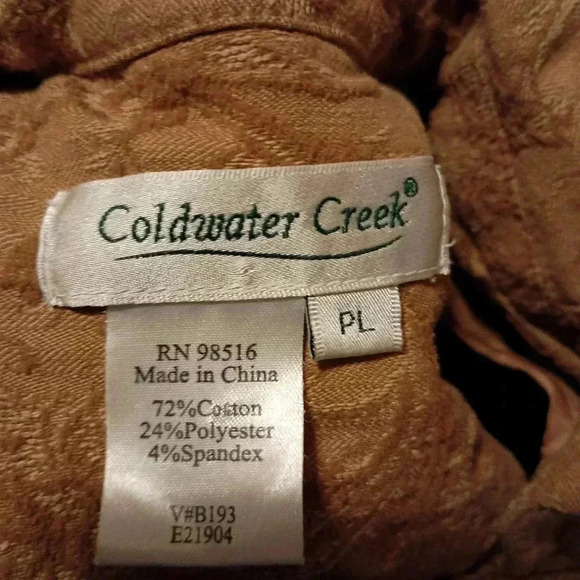 Coldwater Creek®
PL
RN 98516
Made in China
72%Cotton
24%Polyester
4%Spandex
V#B193
E21904